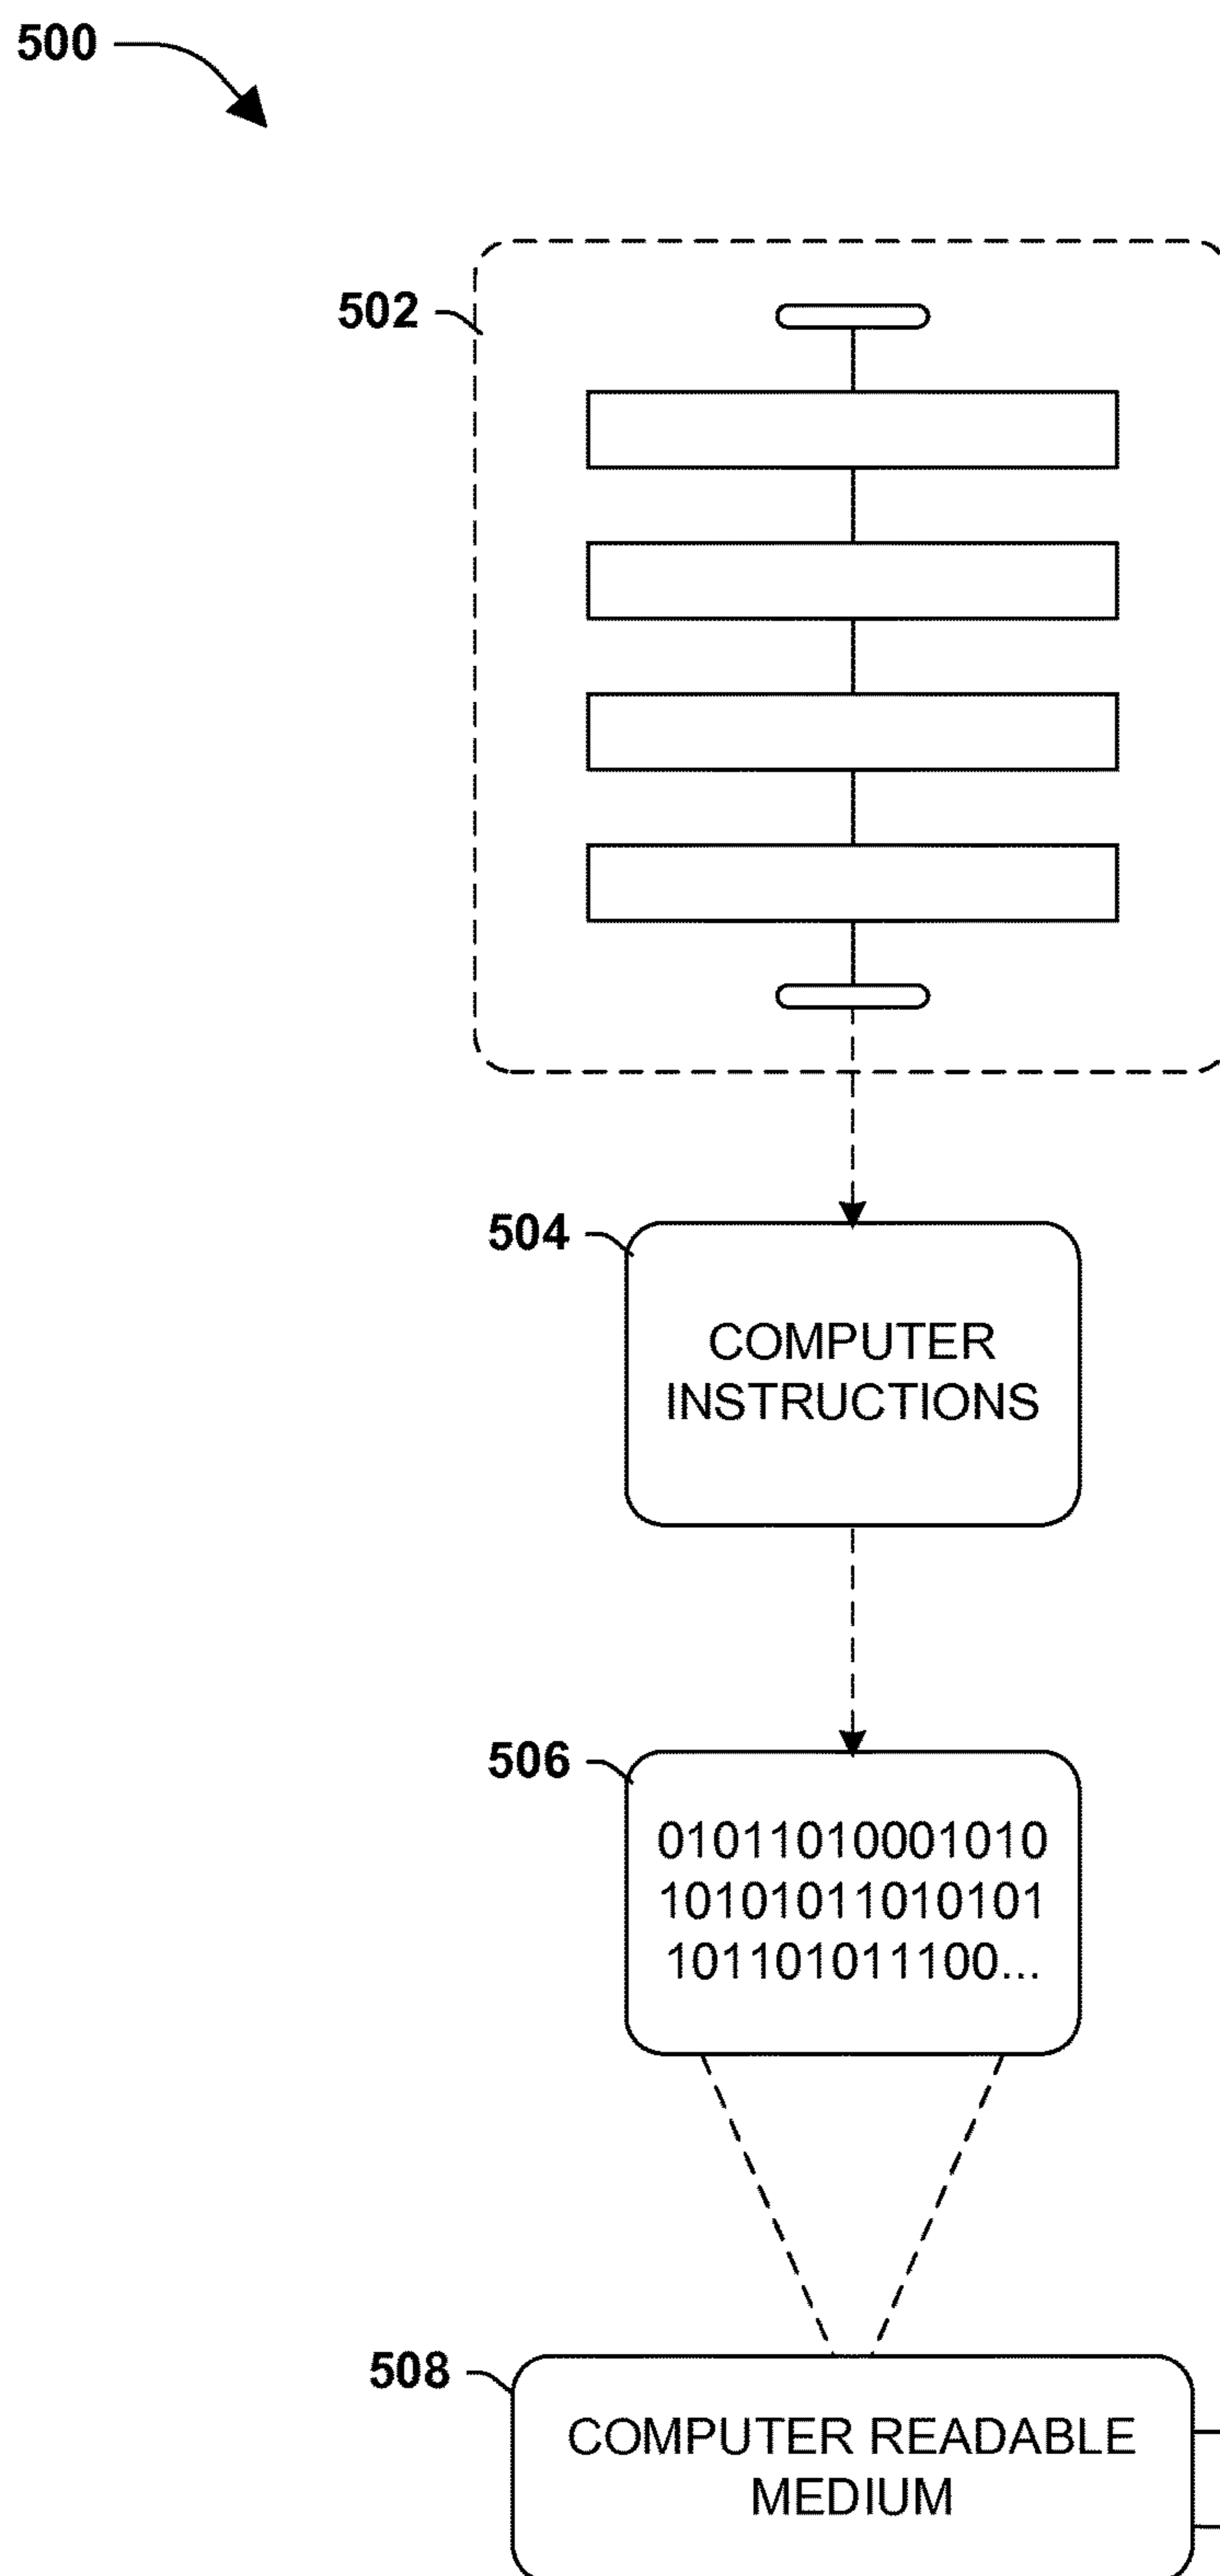 500
502
504
COMPUTER
INSTRUCTIONS
506
01011010001010
10101011010101
101101011100...
508
COMPUTER READABLE
MEDIUM